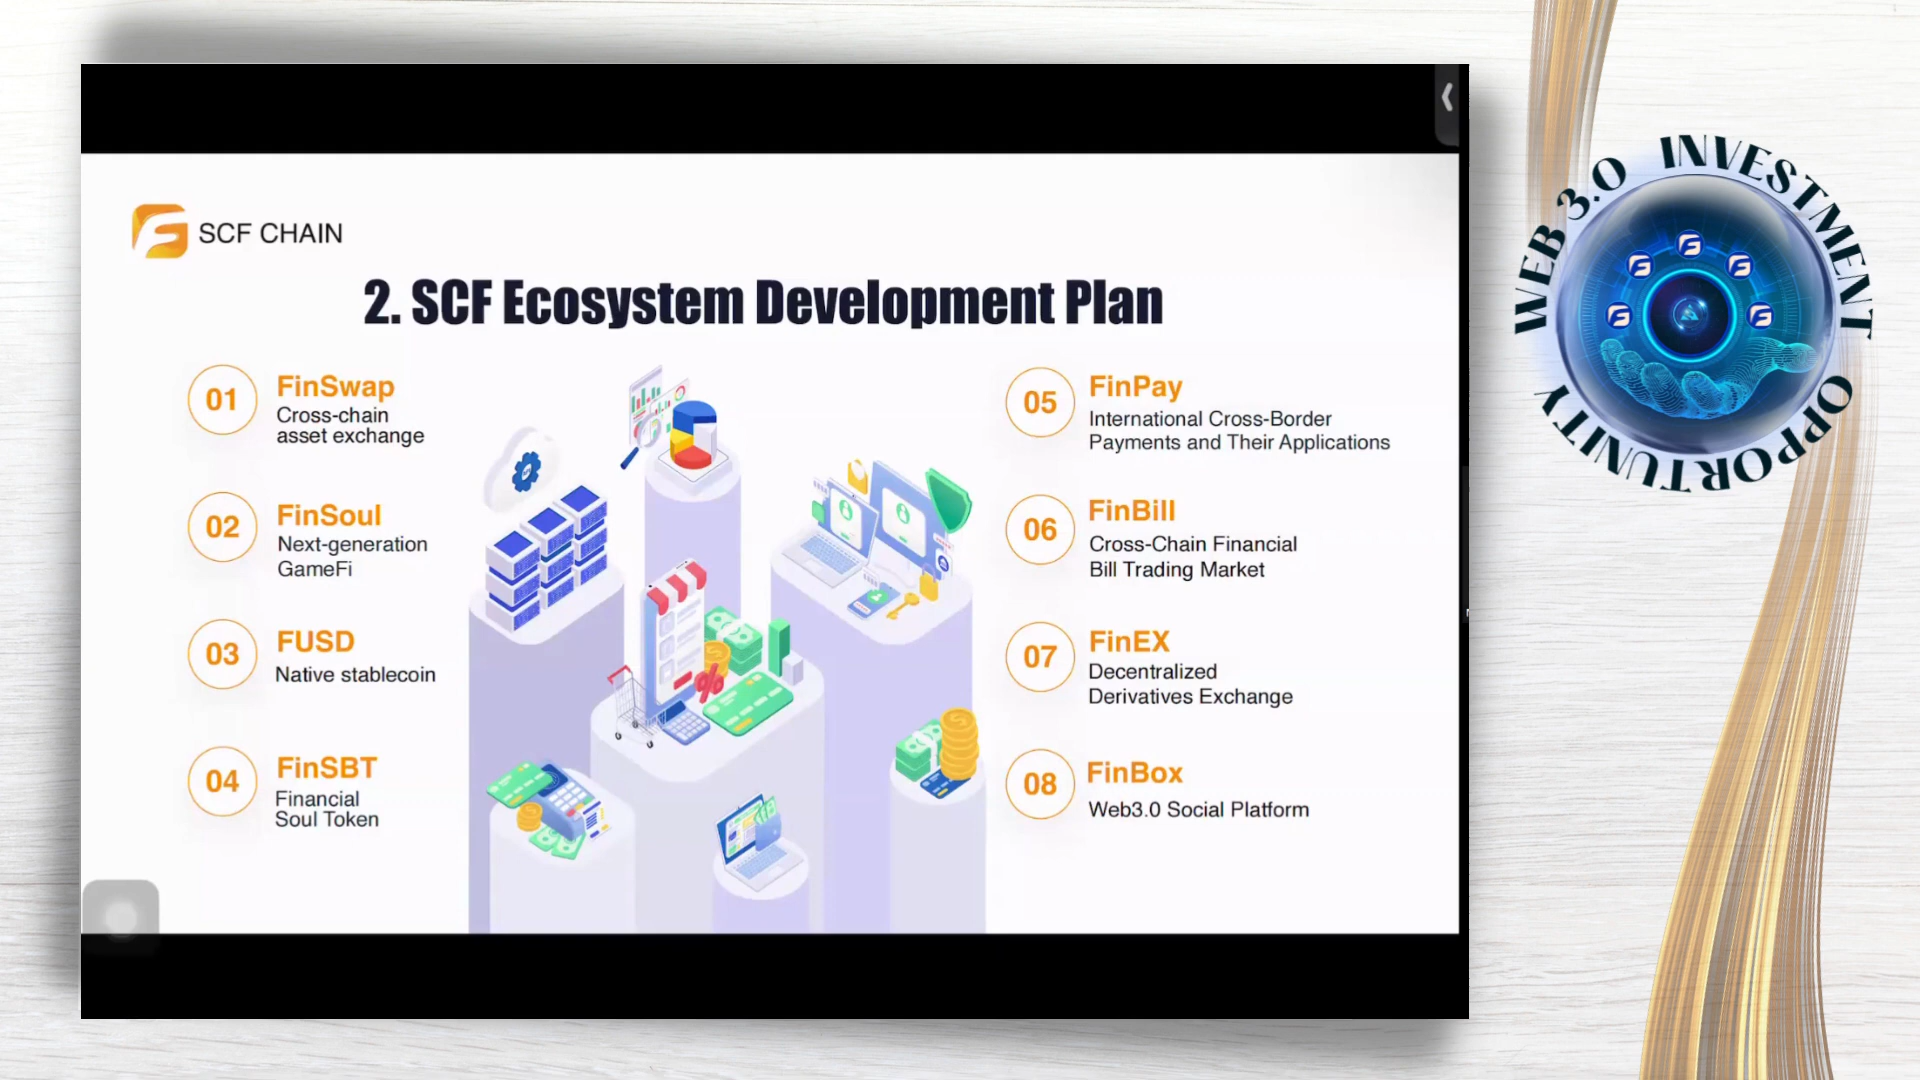 SCF CHAIN
2. SCF Ecosystem Development Plan
01
FinSwap
Cross-chain
asset exchange
02
FinSoul
Next-generation
GameFi
03
FUSD
Native stablecoin
04
FinSBT
Financial
Soul Token
05
FinPay
International Cross-Border
Payments and Their Applications
06
FinBill
Cross-Chain Financial
Bill Trading Market
07
FinEX
Decentralized
Derivatives Exchange
08
FinBox
Web3.0 Social Platform
WEB 3.0 INVESTMENT
OPPORTUNITY